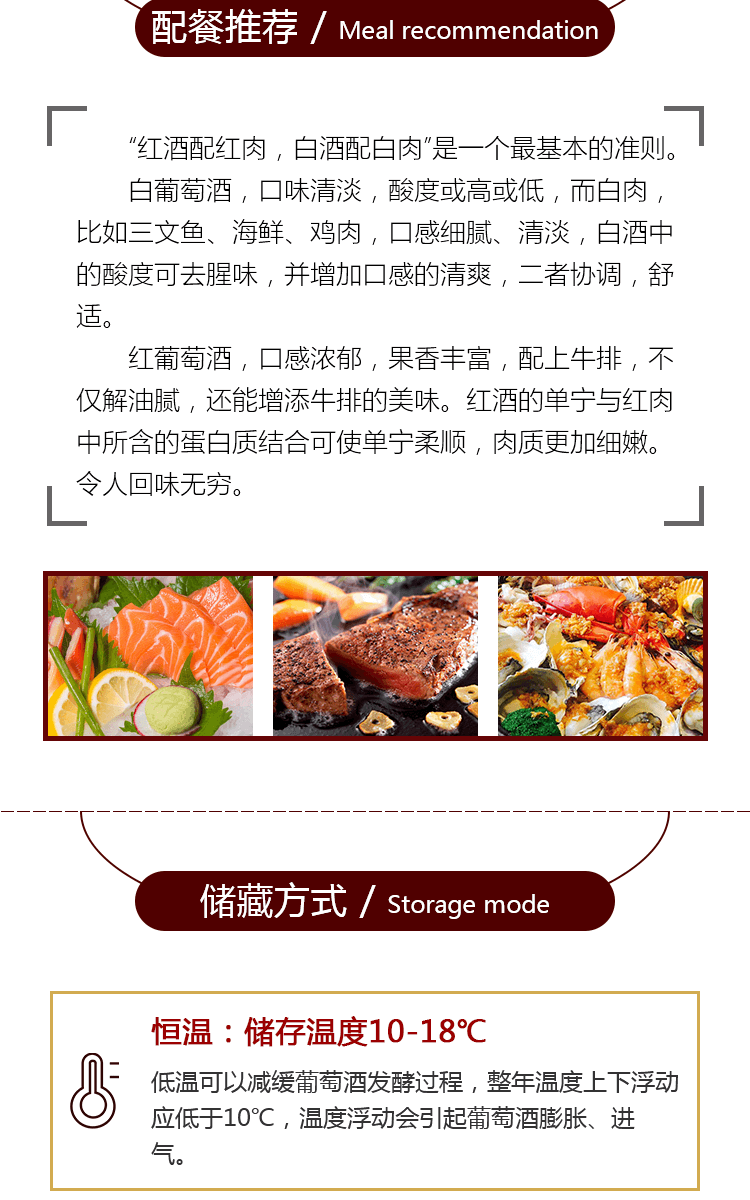 配餐推荐 / Meal recommendation
“红酒配红肉，白酒配白肉”是一个最基本的准则。
白葡萄酒，口味清淡，酸度或高或低，而白肉，
比如三文鱼、海鲜、鸡肉，口感细腻、清淡，白酒中
的酸度可去腥味，并增加口感的清爽，二者协调，舒
适。
红葡萄酒，口感浓郁，果香丰富，配上牛排，不
仅解油腻，还能增添牛排的美味。红酒的单宁与红肉
中所含的蛋白质结合可使单宁柔顺，肉质更加细嫩。
令人回味无穷。
储藏方式 / Storage mode
恒温：储存温度10-18℃
低温可以减缓葡萄酒发酵过程，整年温度上下浮动
应低于10℃，温度浮动会引起葡萄酒膨胀、进
气。